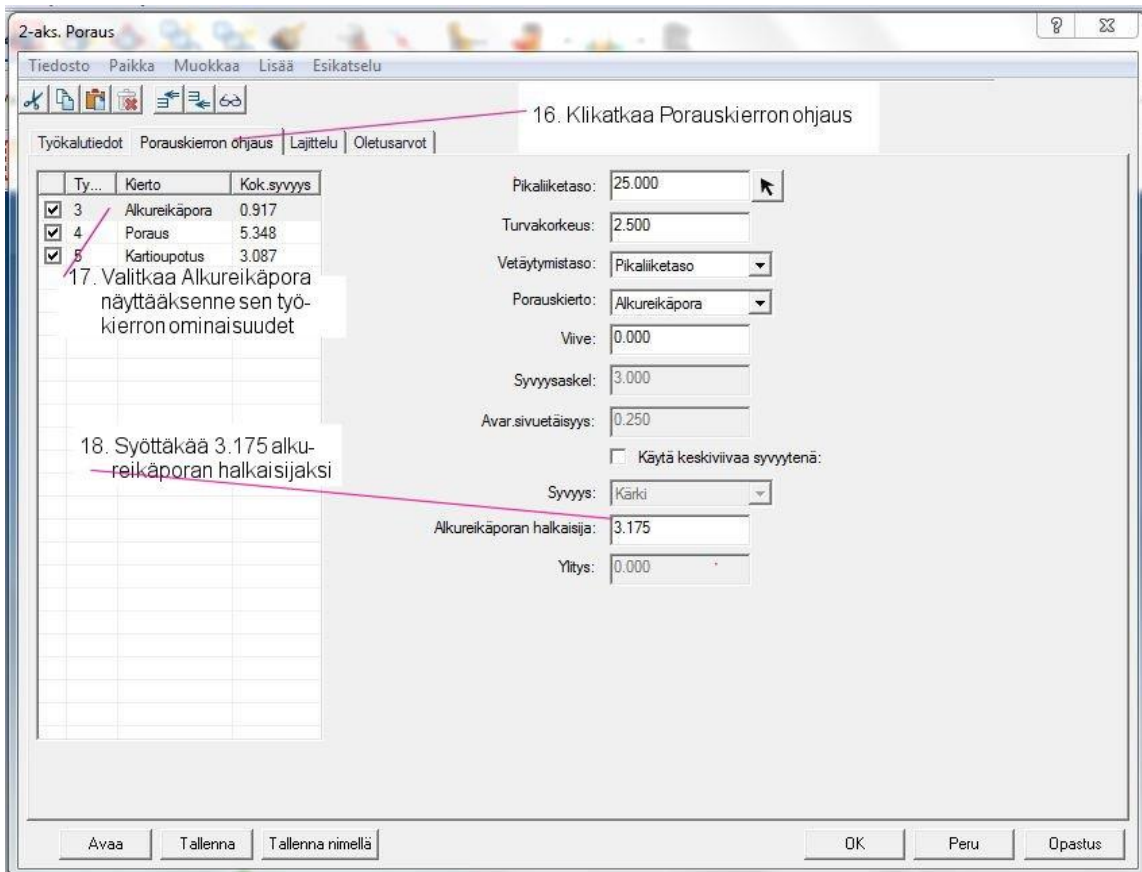 2-aks. Poraus
Tiedosto Paikka Muokkaa Lisää Esikatselu
16. Klikatkaa Porauskierron ohjaus
Työkalutiedot Porauskierron ohjaus Lajittelu Oletusarvot
Ty... Kierto Kok.syvyys
3 Alkureikäpora 0.917
4 Poraus 5.348
5 Kartioupotus 3.087
17. Valitkaa Alkureikäpora
näyttääksenne sen työ-
kierron ominaisuudet
18. Syöttäkää 3.175 alku-
reikäporan halkaisijaksi
Pikaliiketaso: 25.000
Turvakorkeus: 2.500
Vetäytymistaso: Pikaliiketaso
Porauskierto: Alkureikäpora
Viive: 0.000
Syvyysaskel: 3.000
Avar.sivuetäisyys: 0.250
Käytä keskiviivaa syvyytenä:
Syvyys: Kärki
Alkureikäporan halkaisija: 3.175
Ylitys: 0.000
Avaa Tallenna Tallenna nimellä OK Peru Opastus